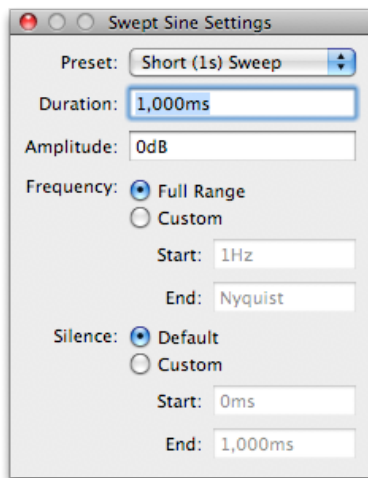 Swept Sine Settings
Preset: Short (1s) Sweep
Duration: 1,000ms
Amplitude: 0dB
Frequency: Full Range
Custom
Start: 1Hz
End: Nyquist
Silence: Default
Custom
Start: 0ms
End: 1,000ms